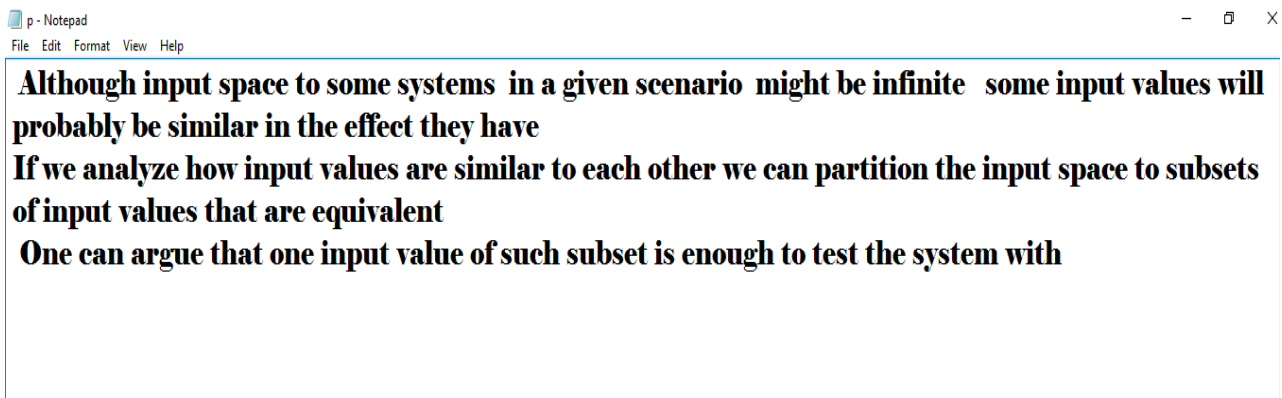 p - Notepad
File Edit Format View Help
Although input space to some systems in a given scenario might be infinite some input values will
probably be similar in the effect they have
If we analyze how input values are similar to each other we can partition the input space to subsets
of input values that are equivalent
One can argue that one input value of such subset is enough to test the system with